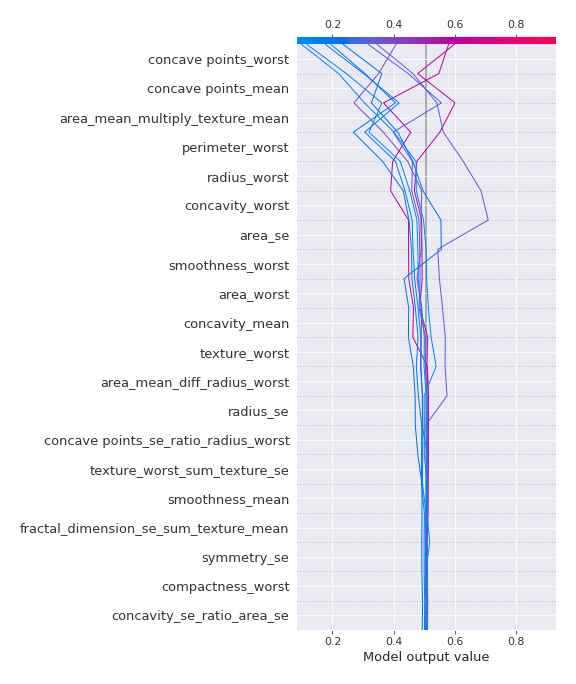 0.2 0.4 0.6 0.8
concave points_worst
concave points_mean
area_mean_multiply_texture_mean
perimeter_worst
radius_worst
concavity_worst
area_se
smoothness_worst
area_worst
concavity_mean
texture_worst
area_mean_diff_radius_worst
radius_se
concave points_se_ratio_radius_worst
texture_worst_sum_texture_se
smoothness_mean
fractal_dimension_se_sum_texture_mean
symmetry_se
compactness_worst
concavity_se_ratio_area_se
0.2 0.4 0.6 0.8
Model output value